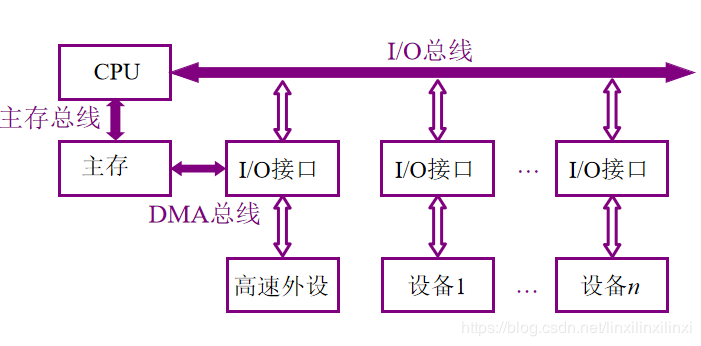 I/O总线
CPU
主存总线
主存
I/O接口
I/O接口
…
I/O接口
DMA总线
高速外设
设备1
…
设备n
https://blog.csdn.net/linxilinxilinxi